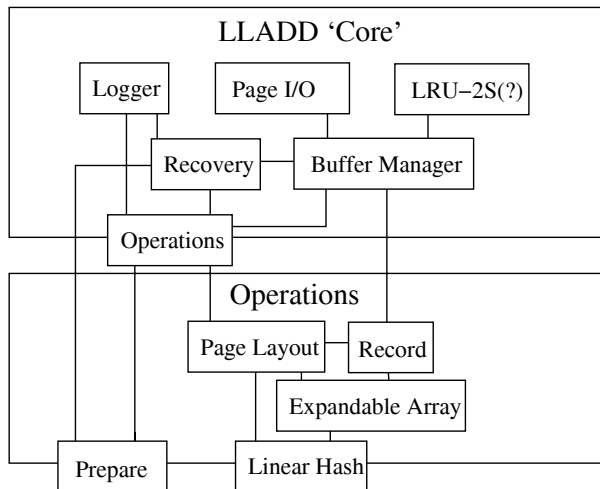 LLADD ‘Core’
Logger
Page I/O
LRU−2S(?)
Recovery
Buffer Manager
Operations
Operations
Page Layout
Record
Expandable Array
Prepare
Linear Hash